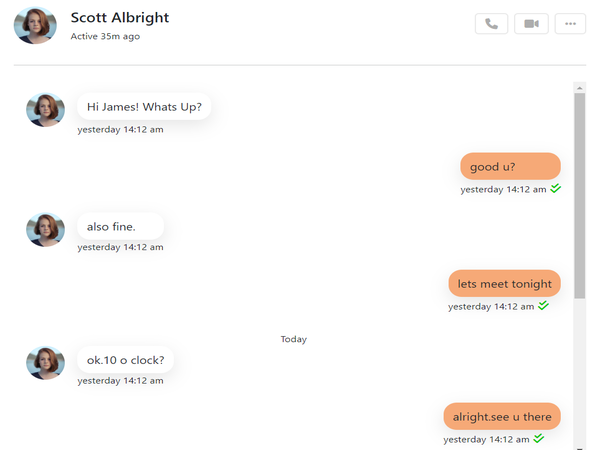 Scott Albright
Active 35m ago
Hi James! Whats Up?
yesterday 14:12 am
good u?
yesterday 14:12 am
also fine.
yesterday 14:12 am
lets meet tonight
yesterday 14:12 am
Today
ok.10 o clock?
yesterday 14:12 am
alright.see u there
yesterday 14:12 am